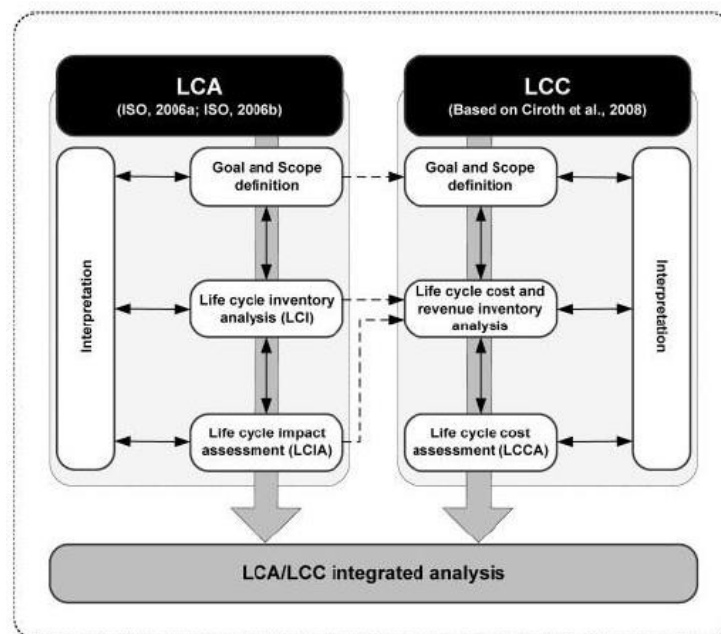 LCA
(ISO, 2006a; ISO, 2006b)
Interpretation
Goal and Scope
definition
Life cycle inventory
analysis (LCI)
Life cycle impact
assessment (LCIA)
LCC
(Based on Ciroth et al., 2008)
Goal and Scope
definition
Life cycle cost and
revenue inventory
analysis
Life cycle cost
assessment (LCCA)
Interpretation
LCA/LCC integrated analysis